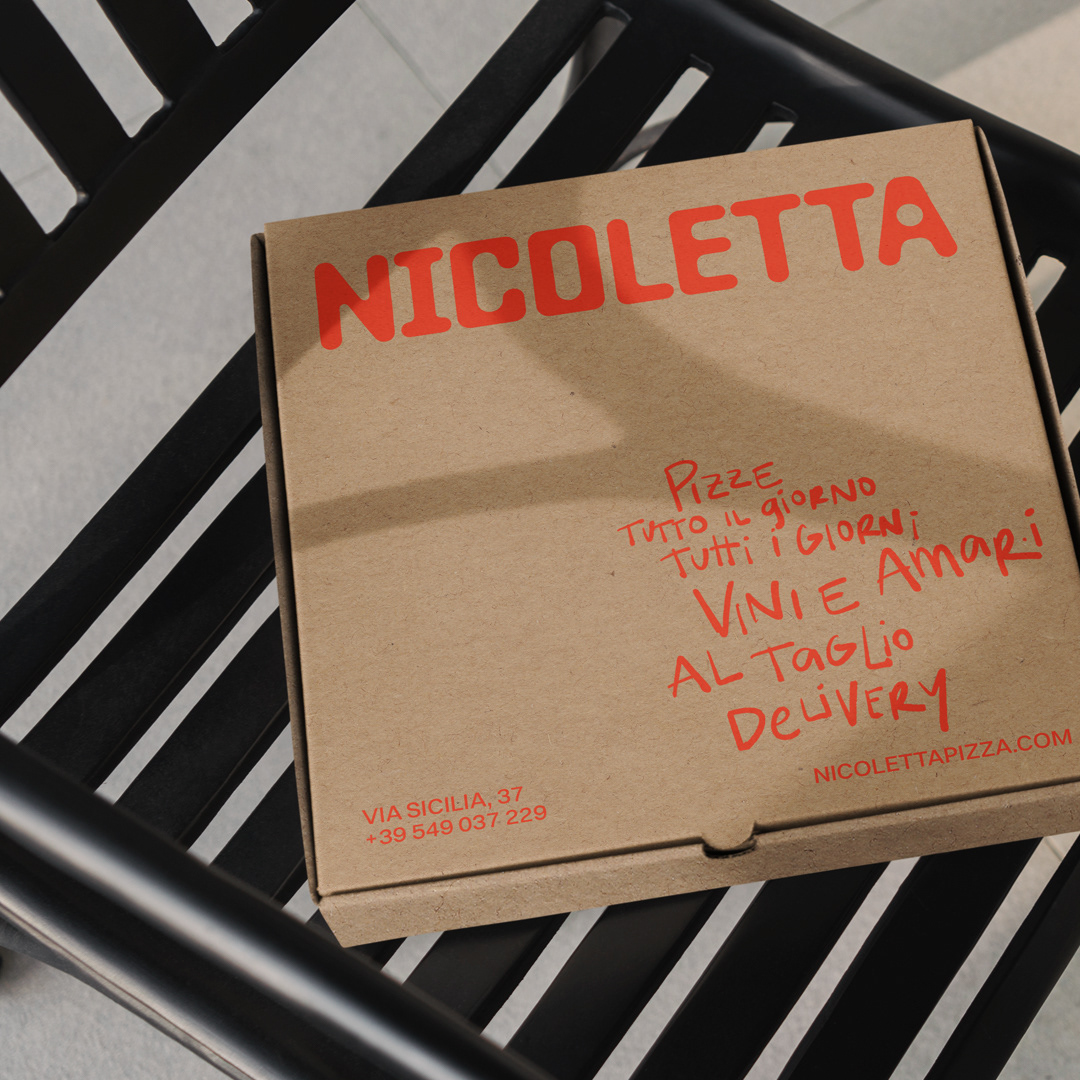 NICOLETTA
PIZZE
TUTTO IL giORNO
TUTTi i GIORNi
ViNI E AmaRi
AL TaGLio
DeLiVERY
NICOLETTAPIZZA.COM
VIA SICILIA, 37
+39 549 037 229